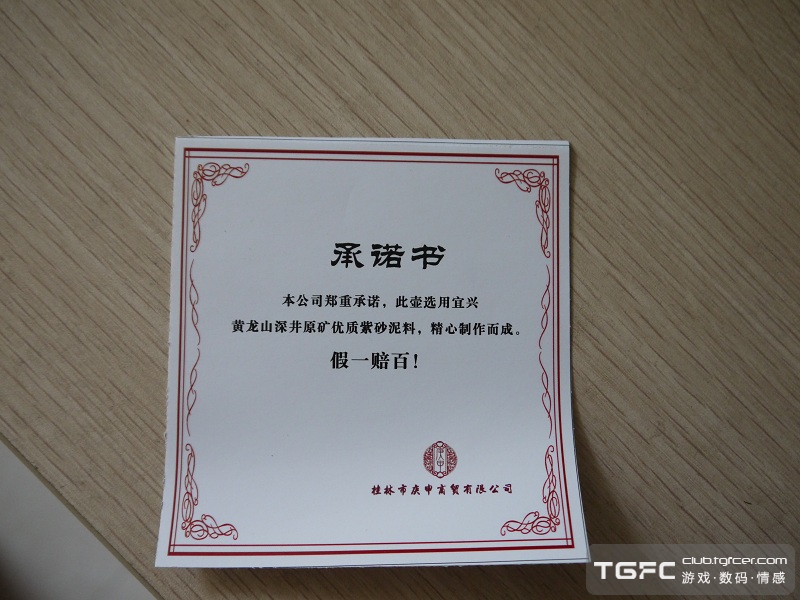 承诺书
本公司郑重承诺，此壶选用宜兴
黄龙山深井原矿优质紫砂泥料，精心制作而成。
假一赔百！
庚申
桂林市庚申商贸有限公司
TGFC club.tgfcer.com
游戏·数码·情感